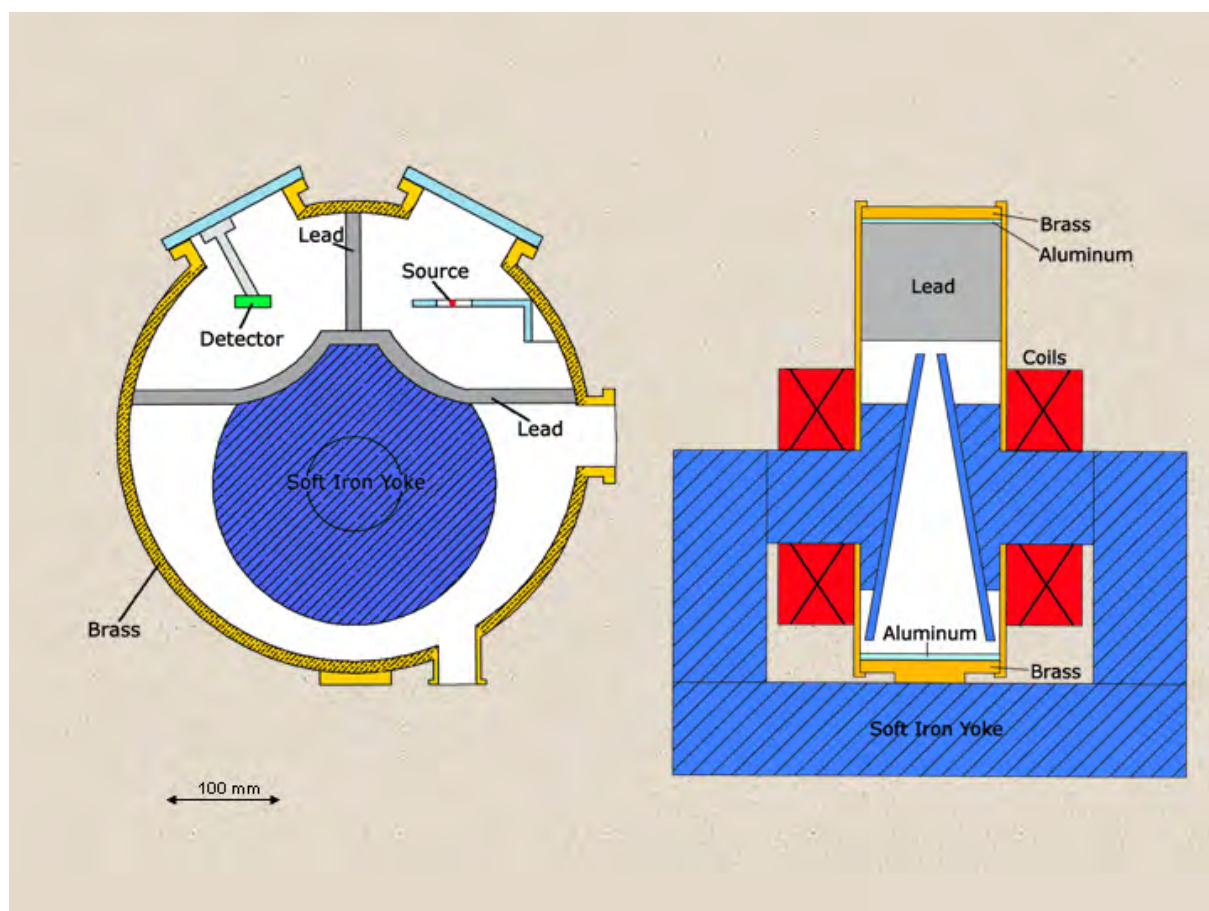 Lead
Source
Detector
Lead
Soft Iron Yoke
Brass
100 mm
Brass
Aluminum
Lead
Coils
Aluminum
Brass
Soft Iron Yoke